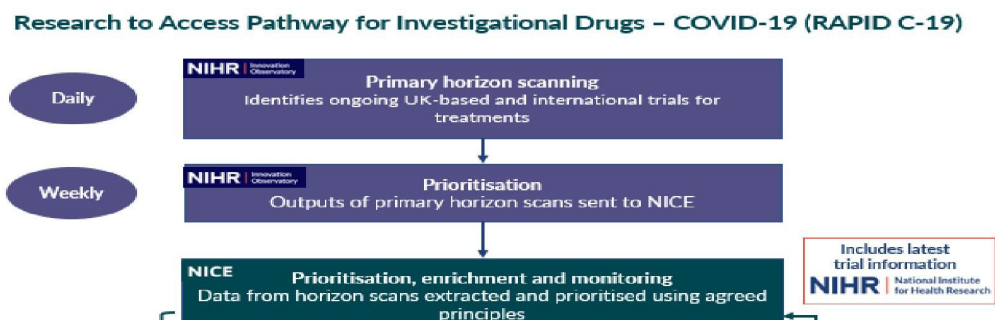 Research to Access Pathway for Investigational Drugs – COVID-19 (RAPID C-19)
Daily
NIHR | Innovation Observatory
Primary horizon scanning
Identifies ongoing UK-based and international trials for
treatments
Weekly
NIHR | Innovation Observatory
Prioritisation
Outputs of primary horizon scans sent to NICE
NICE
Prioritisation, enrichment and monitoring
Data from horizon scans extracted and prioritised using agreed
principles
Includes latest
trial information
NIHR | National Institute
for Health Research